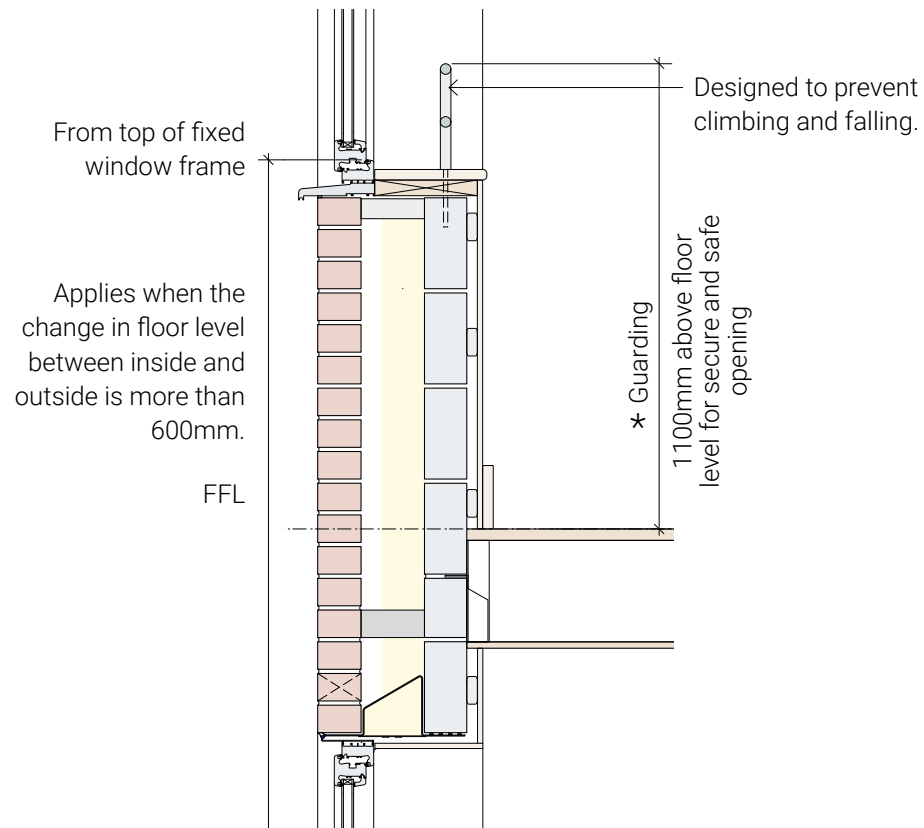 From top of fixed
window frame
Designed to prevent
climbing and falling.
Applies when the
change in floor level
between inside and
outside is more than
600mm.
FFL
* Guarding
1100mm above floor
level for secure and safe
opening